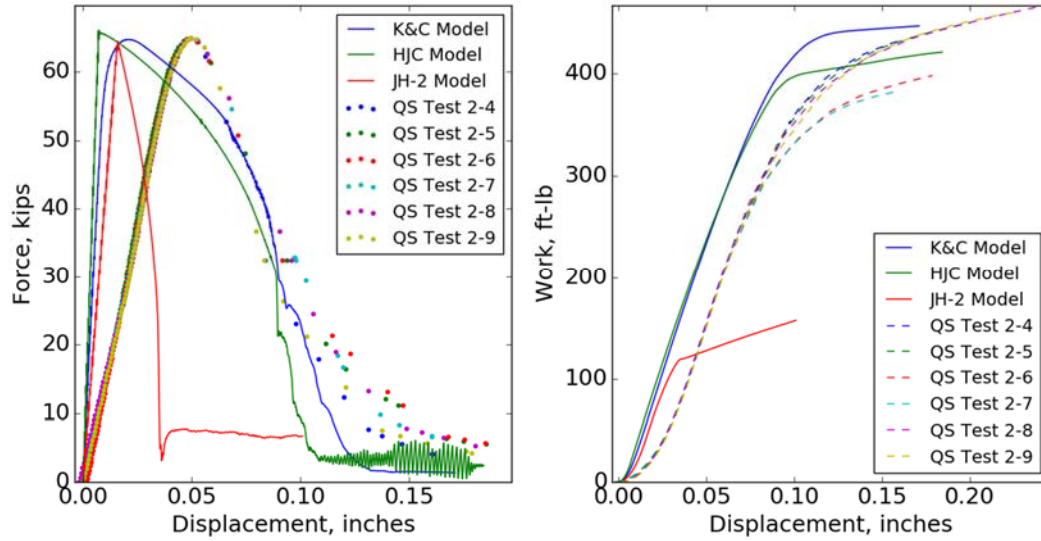 Force, kips
60
50
40
30
20
10
0
0.00
0.05
0.10
0.15
Displacement, inches
K&C Model
HJC Model
JH-2 Model
QS Test 2-4
QS Test 2-5
QS Test 2-6
QS Test 2-7
QS Test 2-8
QS Test 2-9
Work, ft-lb
400
300
200
100
0
0.00
0.05
0.10
0.15
0.20
Displacement, inches
K&C Model
HJC Model
JH-2 Model
QS Test 2-4
QS Test 2-5
QS Test 2-6
QS Test 2-7
QS Test 2-8
QS Test 2-9